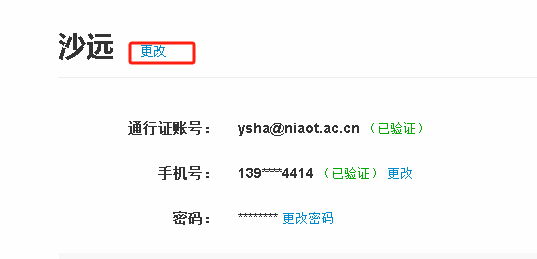 沙远 更改
通行证账号： ysha@niaot.ac.cn （已验证）
手机号： 139****4414 （已验证） 更改
密码： ******** 更改密码